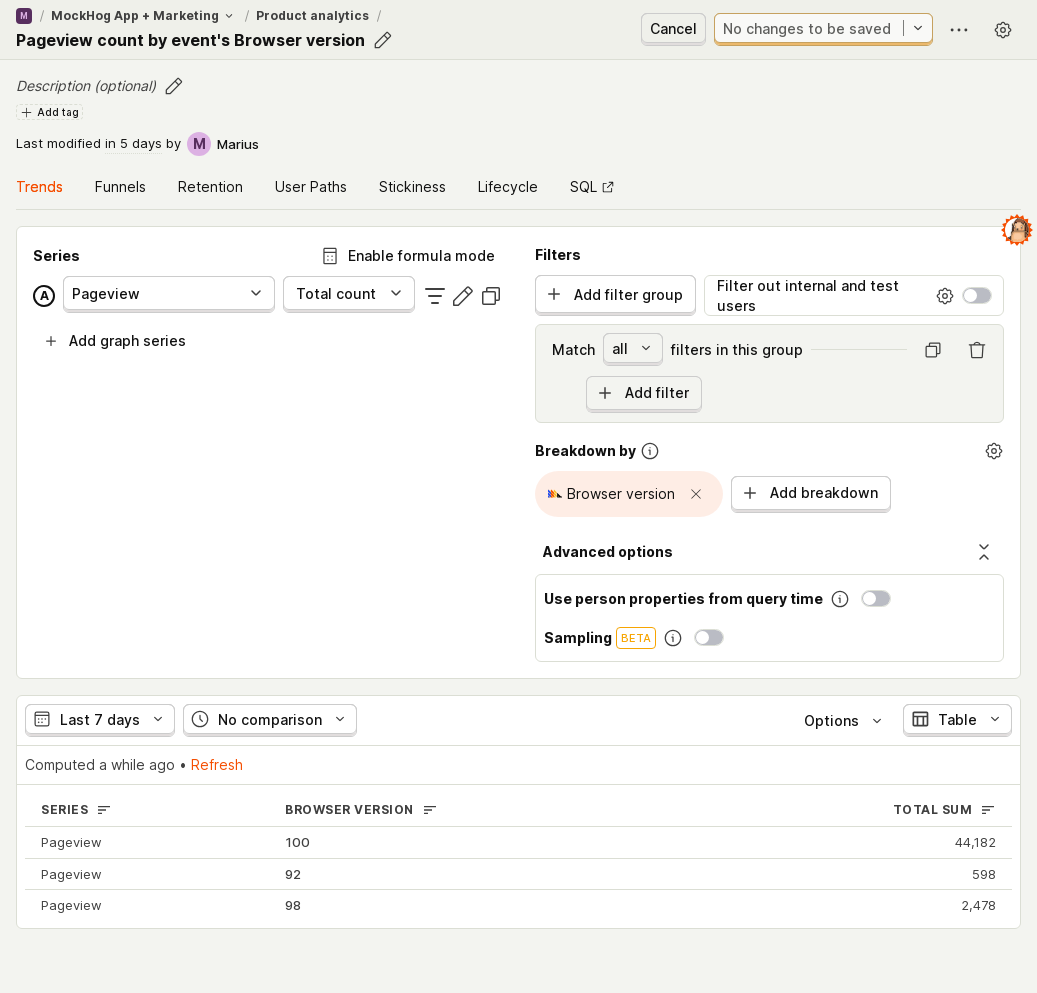 M / MockHog App + Marketing / Product analytics /
Pageview count by event's Browser version
Cancel
No changes to be saved
Description (optional)
Add tag
Last modified in 5 days by M Marius
Trends Funnels Retention User Paths Stickiness Lifecycle SQL
Series
Enable formula mode
A Pageview Total count
Add graph series
Filters
Add filter group
Filter out internal and test
users
Match all filters in this group
Add filter
Breakdown by
Browser version
Add breakdown
Advanced options
Use person properties from query time
Sampling BETA
Last 7 days No comparison Options Table
Computed a while ago • Refresh
SERIES BROWSER VERSION TOTAL SUM
Pageview 100 44,182
Pageview 92 598
Pageview 98 2,478